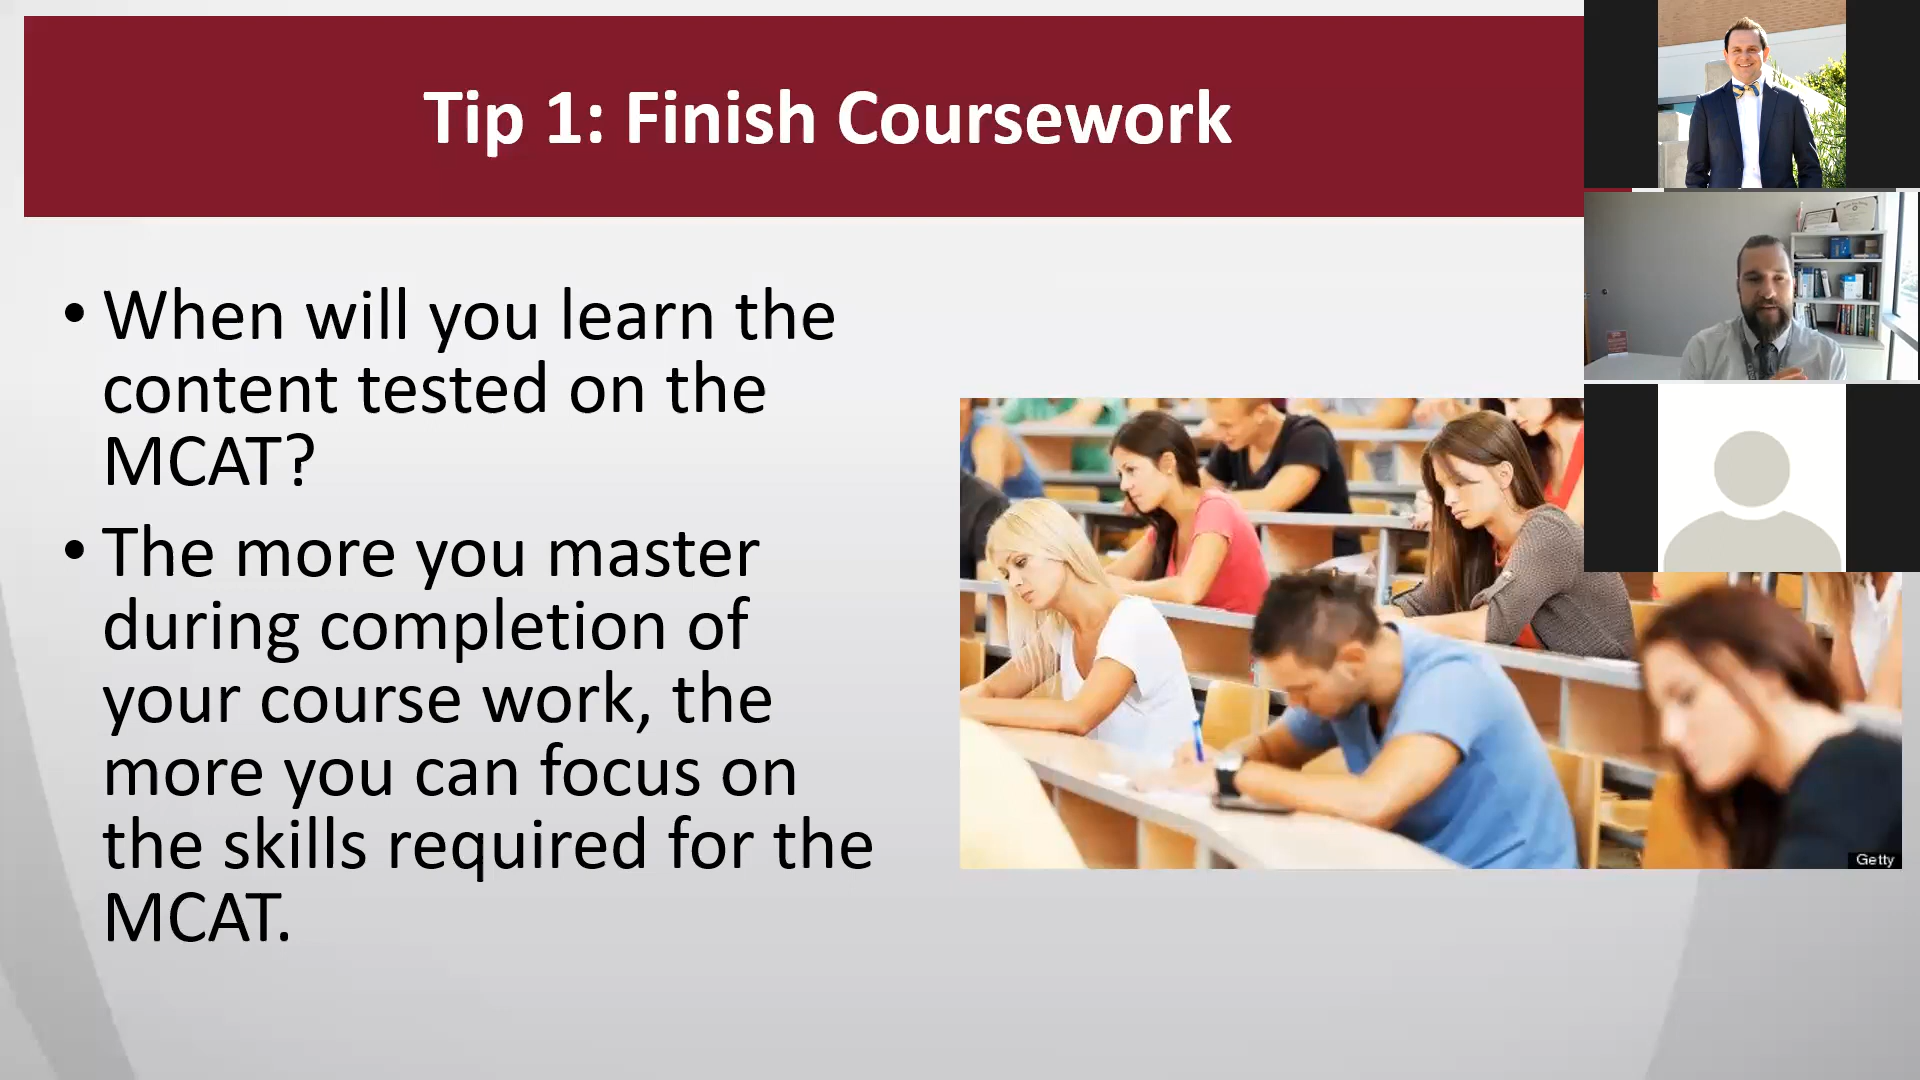 Tip 1: Finish Coursework
• When will you learn the
content tested on the
MCAT?
• The more you master
during completion of
your course work, the
more you can focus on
the skills required for the
MCAT.
Getty